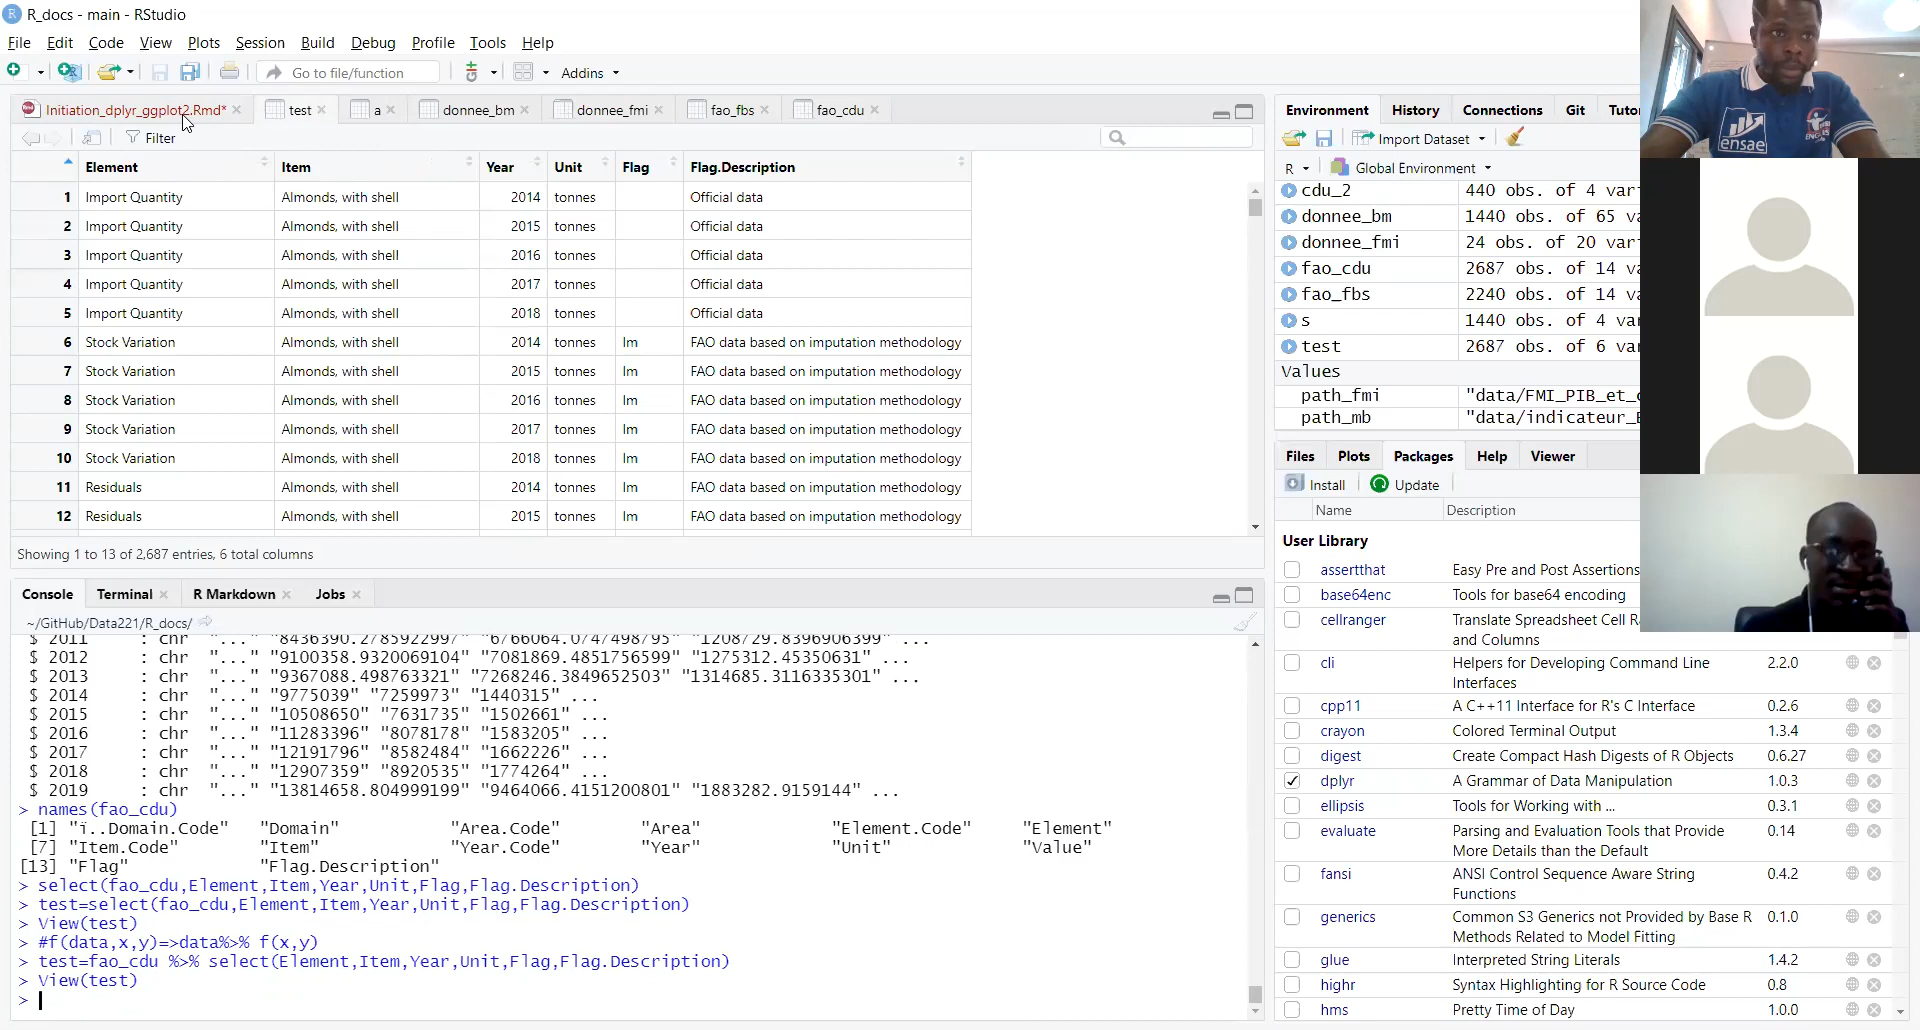 R_docs - main - RStudio
File Edit Code View Plots Session Build Debug Profile Tools Help
Go to file/function Addins
Initiation_dplyr_ggplot2.Rmd* test a donnee_bm donnee_fmi fao_fbs fao_cdu
Filter
Element Item Year Unit Flag Flag.Description
1 Import Quantity Almonds, with shell 2014 tonnes Official data
2 Import Quantity Almonds, with shell 2015 tonnes Official data
3 Import Quantity Almonds, with shell 2016 tonnes Official data
4 Import Quantity Almonds, with shell 2017 tonnes Official data
5 Import Quantity Almonds, with shell 2018 tonnes Official data
6 Stock Variation Almonds, with shell 2014 tonnes Im FAO data based on imputation methodology
7 Stock Variation Almonds, with shell 2015 tonnes Im FAO data based on imputation methodology
8 Stock Variation Almonds, with shell 2016 tonnes Im FAO data based on imputation methodology
9 Stock Variation Almonds, with shell 2017 tonnes Im FAO data based on imputation methodology
10 Stock Variation Almonds, with shell 2018 tonnes Im FAO data based on imputation methodology
11 Residuals Almonds, with shell 2014 tonnes Im FAO data based on imputation methodology
12 Residuals Almonds, with shell 2015 tonnes Im FAO data based on imputation methodology
Showing 1 to 13 of 2,687 entries, 6 total columns
Console Terminal R Markdown Jobs
~/GitHub/Data221/R_docs/
$ 2011 : chr "..." "8436390.2785922997" "6766064.0747498795" "1208729.8396906399" ...
$ 2012 : chr "..." "9100358.9320069104" "7081869.4851756599" "1275312.45350631" ...
$ 2013 : chr "..." "9367088.498763321" "7268246.3849652503" "1314685.3116335301" ...
$ 2014 : chr "..." "9775039" "7259973" "1440315" ...
$ 2015 : chr "..." "10508650" "7631735" "1502661" ...
$ 2016 : chr "..." "11283396" "8078178" "1583205" ...
$ 2017 : chr "..." "12191796" "8582484" "1662226" ...
$ 2018 : chr "..." "12907359" "8920535" "1774264" ...
$ 2019 : chr "..." "13814658.804999199" "9464066.4151200801" "1883282.9159144" ...
> names(fao_cdu)
[1] "ï..Domain.Code" "Domain" "Area.Code" "Area" "Element.Code" "Element"
[7] "Item.Code" "Item" "Year.Code" "Year" "Unit" "Value"
[13] "Flag" "Flag.Description"
> select(fao_cdu,Element,Item,Year,Unit,Flag,Flag.Description)
> test=select(fao_cdu,Element,Item,Year,Unit,Flag,Flag.Description)
> View(test)
> #f(data,x,y)=>data%>% f(x,y)
> test=fao_cdu %>% select(Element,Item,Year,Unit,Flag,Flag.Description)
> View(test)
>
Environment History Connections Git Tutor
Import Dataset
R Global Environment
cdu_2 440 obs. of 4 vari
donnee_bm 1440 obs. of 65 va
donnee_fmi 24 obs. of 20 vari
fao_cdu 2687 obs. of 14 va
fao_fbs 2240 obs. of 14 va
s 1440 obs. of 4 var
test 2687 obs. of 6 var
Values
path_fmi "data/FMI_PIB_et_
path_mb "data/indicateur_
Files Plots Packages Help Viewer
Install Update
Name Description
User Library
assertthat Easy Pre and Post Assertions
base64enc Tools for base64 encoding
cellranger Translate Spreadsheet Cell R
and Columns
cli Helpers for Developing Command Line
Interfaces 2.2.0
cpp11 A C++11 Interface for R's C Interface 0.2.6
crayon Colored Terminal Output 1.3.4
digest Create Compact Hash Digests of R Objects 0.6.27
dplyr A Grammar of Data Manipulation 1.0.3
ellipsis Tools for Working with ... 0.3.1
evaluate Parsing and Evaluation Tools that Provide
More Details than the Default 0.14
fansi ANSI Control Sequence Aware String
Functions 0.4.2
generics Common S3 Generics not Provided by Base R
Methods Related to Model Fitting 0.1.0
glue Interpreted String Literals 1.4.2
highr Syntax Highlighting for R Source Code 0.8
hms Pretty Time of Day 1.0.0
ensae